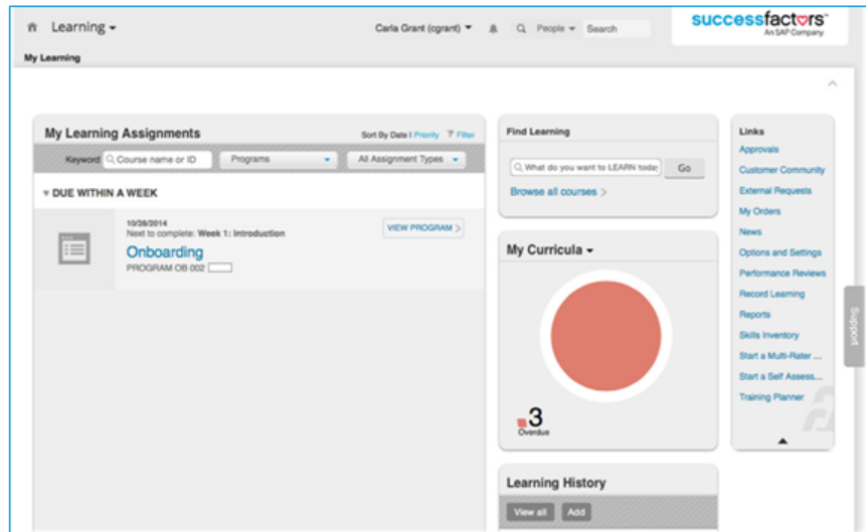 Learning
Carla Grant (cgrant)
People
Search
successfactors™
An SAP Company
My Learning
My Learning Assignments
Sort By Date | Priority Filter
Keyword Course name or ID Programs All Assignment Types
DUE WITHIN A WEEK
10/26/2014
Next to complete: Week 1: Introduction
Onboarding
PROGRAM OB 002
VIEW PROGRAM >
Find Learning
What do you want to LEARN today
Go
Browse all courses >
My Curricula
3
Overdue
Learning History
View all Add
Links
Approvals
Customer Community
External Requests
My Orders
News
Options and Settings
Performance Reviews
Record Learning
Reports
Skills Inventory
Start a Multi-Rater ...
Start a Self Assess...
Training Planner
Support